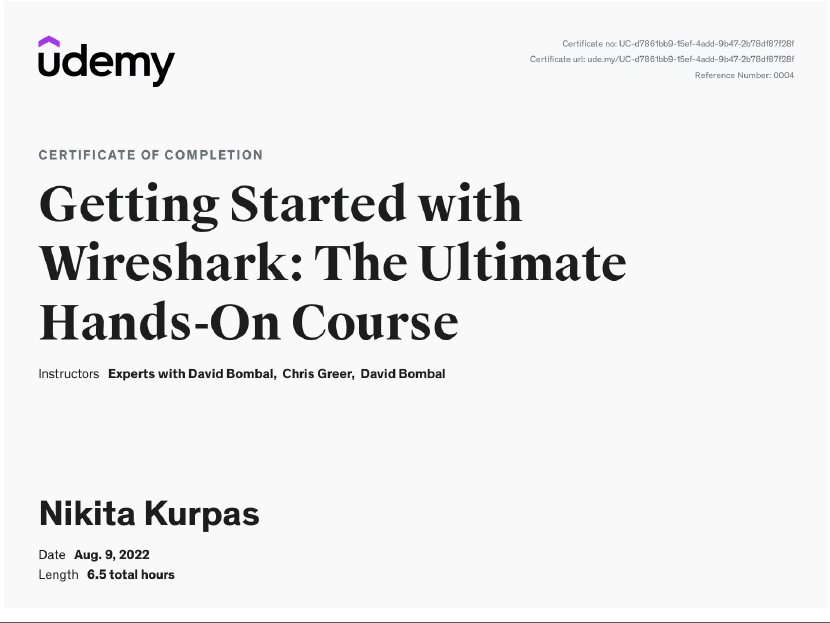 udemy
Certificate no: UC-d7861bb9-15ef-4add-9b47-2b78df87f28f
Certificate url: ude.my/UC-d7861bb9-15ef-4add-9b47-2b78df87f28f
Reference Number: 0004
CERTIFICATE OF COMPLETION
Getting Started with
Wireshark: The Ultimate
Hands-On Course
Instructors Experts with David Bombal, Chris Greer, David Bombal
Nikita Kurpas
Date Aug. 9, 2022
Length 6.5 total hours